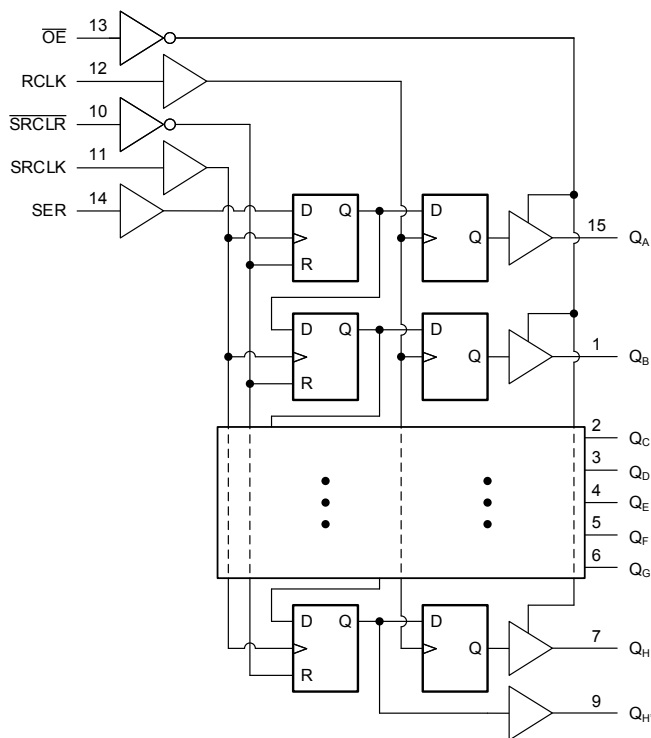 13
OE
12
RCLK
10
SRCLR
11
SRCLK
14
SER
D Q D
Q 15 QA
R
D Q D
Q 1 QB
R
2 QC
3 QD
4 QE
5 QF
6 QG
D Q D
Q 7 QH
R
9 QH'